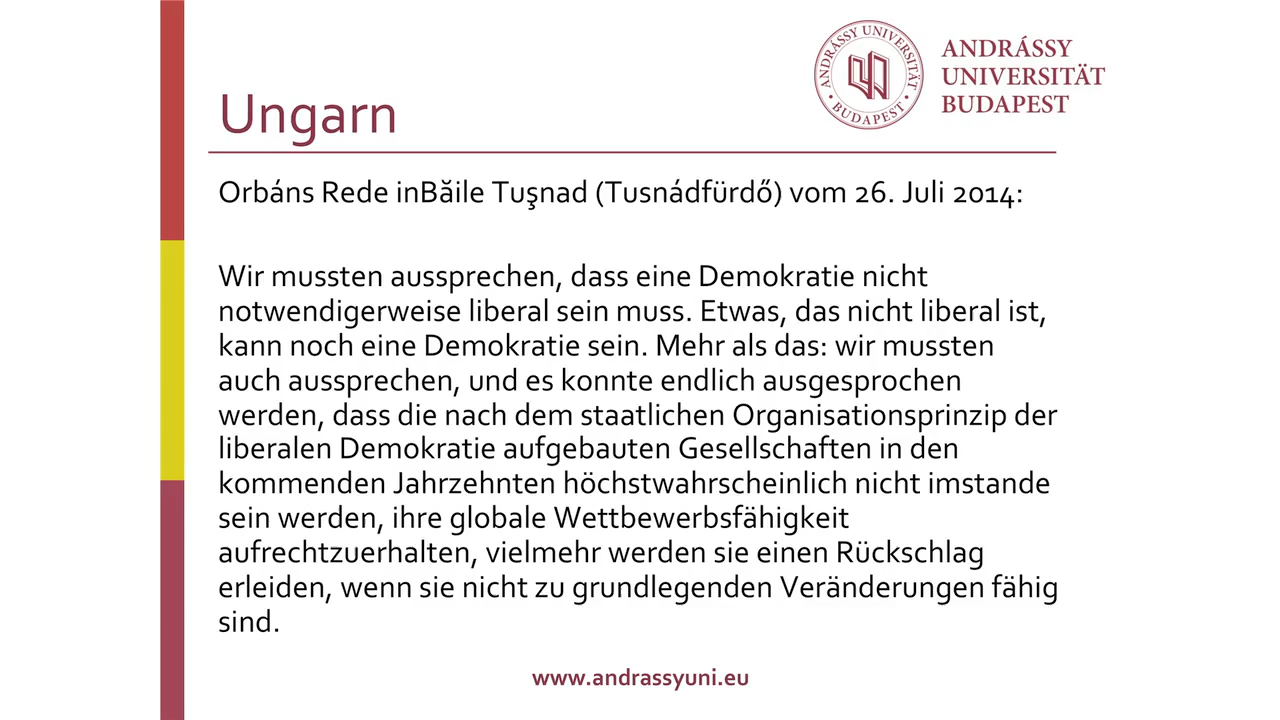 ANDRÁSSY UNIVERSITÄT
BUDAPEST
ANDRÁSSY
UNIVERSITÄT
BUDAPEST
Ungarn
Orbáns Rede inBăile Tuşnad (Tusnádfürdő) vom 26. Juli 2014:
Wir mussten aussprechen, dass eine Demokratie nicht
notwendigerweise liberal sein muss. Etwas, das nicht liberal ist,
kann noch eine Demokratie sein. Mehr als das: wir mussten
auch aussprechen, und es konnte endlich ausgesprochen
werden, dass die nach dem staatlichen Organisationsprinzip der
liberalen Demokratie aufgebauten Gesellschaften in den
kommenden Jahrzehnten höchstwahrscheinlich nicht imstande
sein werden, ihre globale Wettbewerbsfähigkeit
aufrechtzuerhalten, vielmehr werden sie einen Rückschlag
erleiden, wenn sie nicht zu grundlegenden Veränderungen fähig
sind.
www.andrassyuni.eu